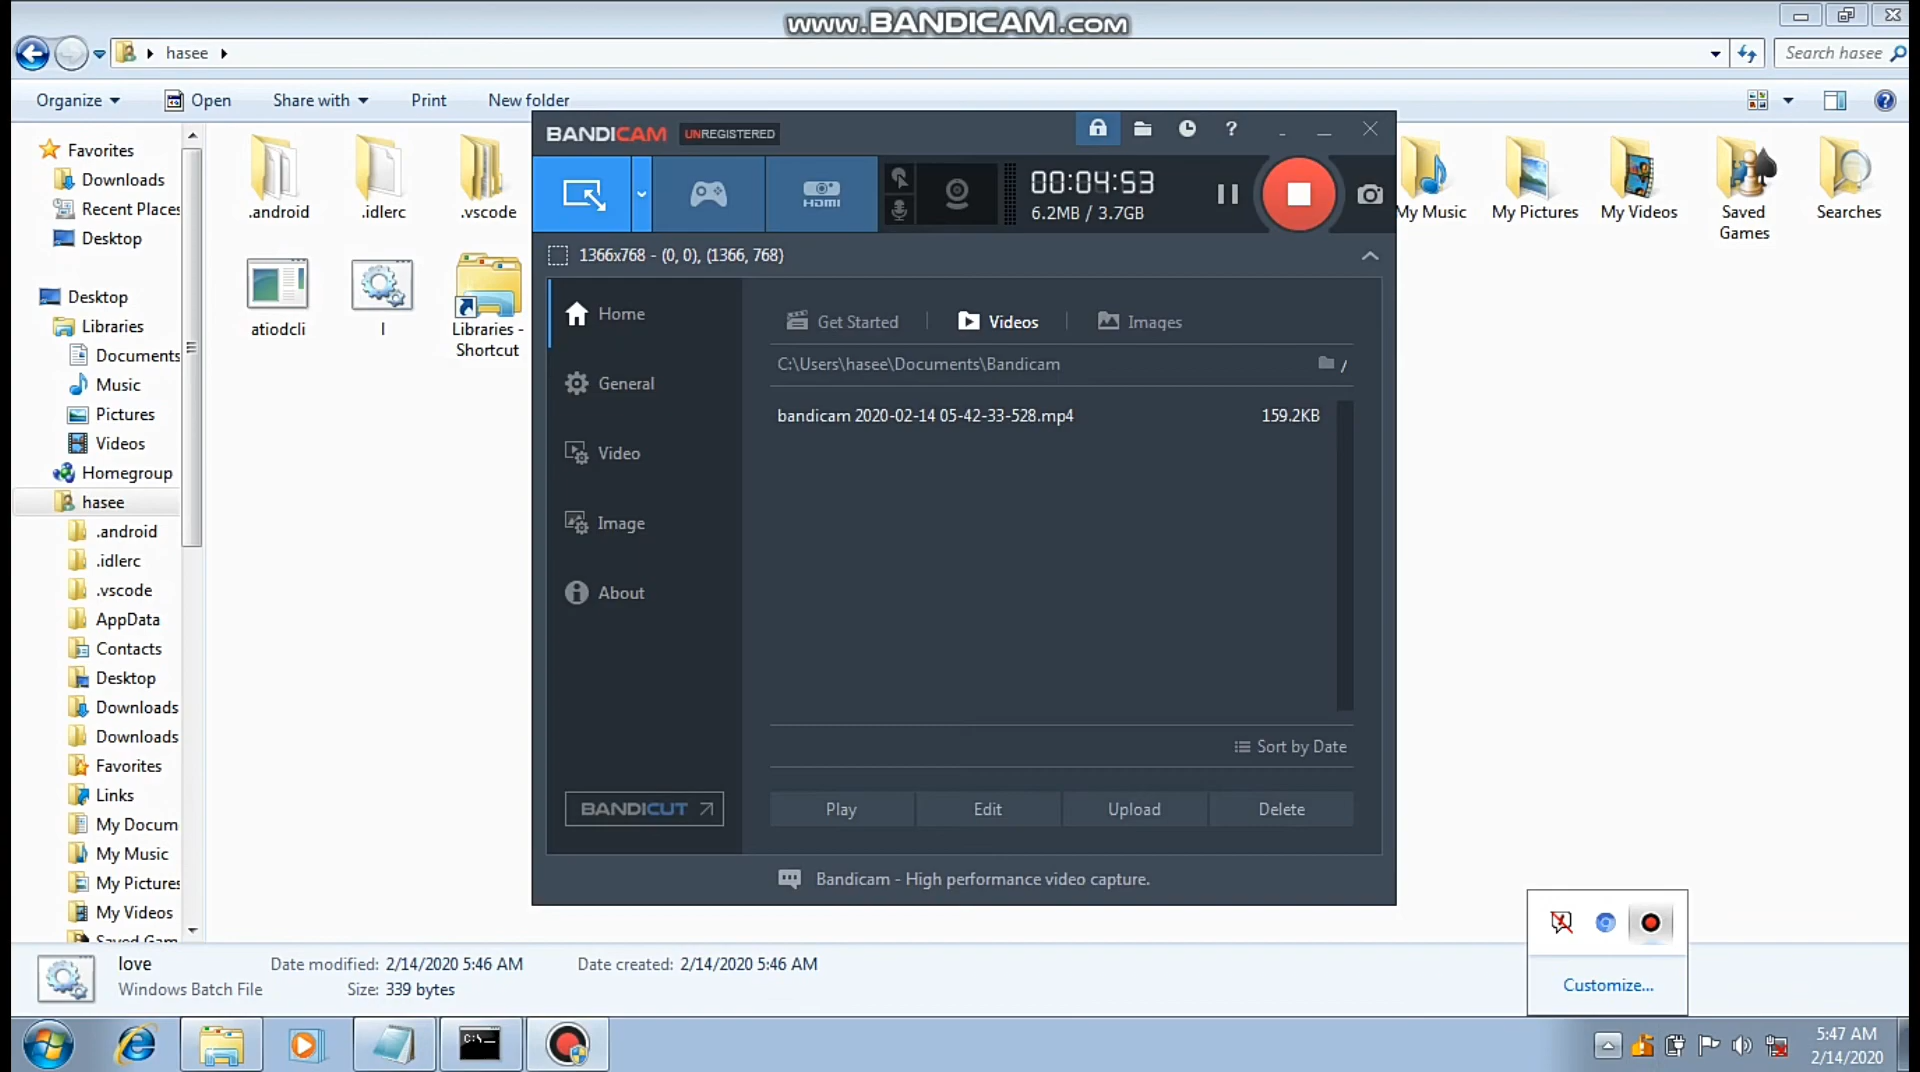 www.BANDICAM.com
hasee
Search hasee
Organize
Open
Share with
Print
New folder
Favorites
Downloads
Recent Places
Desktop
Desktop
Libraries
Documents
Music
Pictures
Videos
Homegroup
hasee
.android
.idlerc
.vscode
AppData
Contacts
Desktop
Downloads
Downloads
Favorites
Links
My Docum
My Music
My Pictures
My Videos
Saved Gam
.android
.idlerc
.vscode
atiodcli
l
Libraries -
Shortcut
My Music
My Pictures
My Videos
Saved
Games
Searches
BANDICAM UNREGISTERED
?
HDMI
00:04:53
6.2MB / 3.7GB
1366x768 - (0, 0), (1366, 768)
Home
General
Video
Image
About
BANDICUT
Get Started
Videos
Images
C:\Users\hasee\Documents\Bandicam
/
bandicam 2020-02-14 05-42-33-528.mp4
159.2KB
Sort by Date
Play
Edit
Upload
Delete
Bandicam - High performance video capture.
Customize...
love
Date modified: 2/14/2020 5:46 AM
Date created: 2/14/2020 5:46 AM
Windows Batch File
Size: 339 bytes
C:\
5:47 AM
2/14/2020